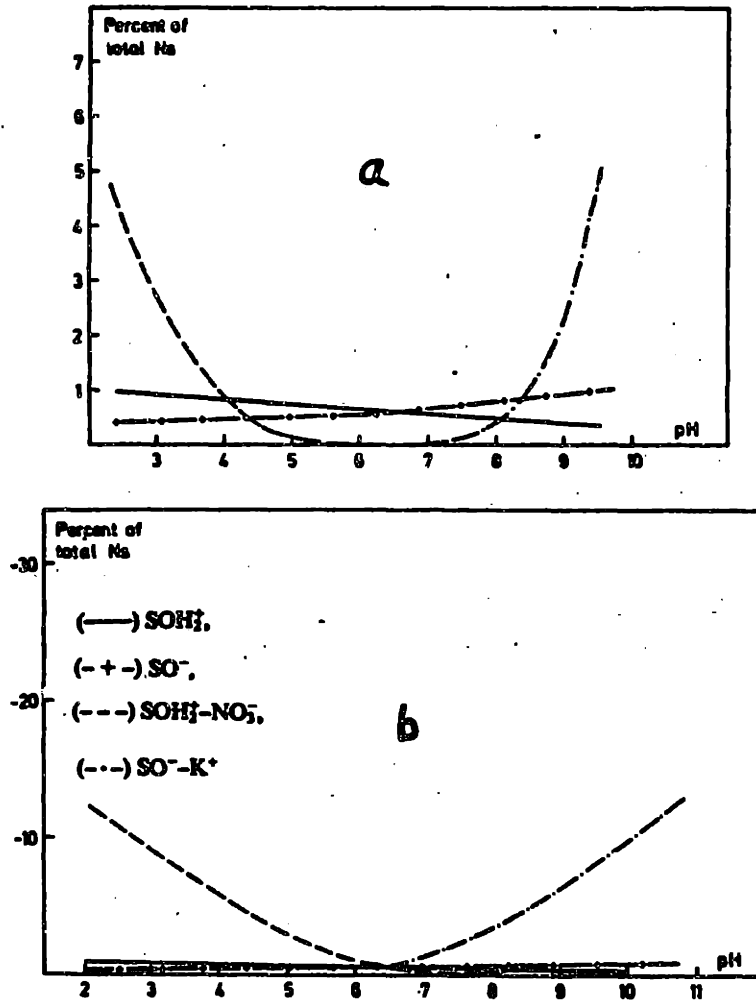 Percent of
total Ns
7
6
5
4
3
2
1
a
3 4 5 6 7 8 9 10
pH
Percent of
total Ns
-30
(——) SOH₂⁺,
(-+-) SO⁻,
-20
(---) SOH₂⁺-NO₃⁻,
b
(-·-) SO⁻-K⁺
-10
pH
2 3 4 5 6 7 8 9 10 11